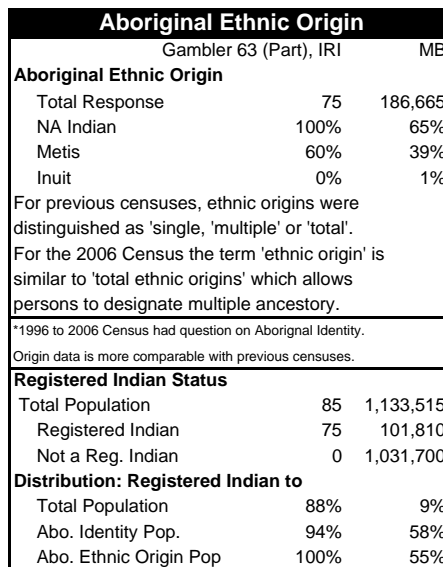 Aboriginal Ethnic Origin
Gambler 63 (Part), IRI MB
Aboriginal Ethnic Origin
Total Response 75 186,665
NA Indian 100% 65%
Metis 60% 39%
Inuit 0% 1%
For previous censuses, ethnic origins were
distinguished as 'single, 'multiple' or 'total'.
For the 2006 Census the term 'ethnic origin' is
similar to 'total ethnic origins' which allows
persons to designate multiple ancestory.
*1996 to 2006 Census had question on Aborignal Identity.
Origin data is more comparable with previous censuses.
Registered Indian Status
Total Population 85 1,133,515
Registered Indian 75 101,810
Not a Reg. Indian 0 1,031,700
Distribution: Registered Indian to
Total Population 88% 9%
Abo. Identity Pop. 94% 58%
Abo. Ethnic Origin Pop 100% 55%